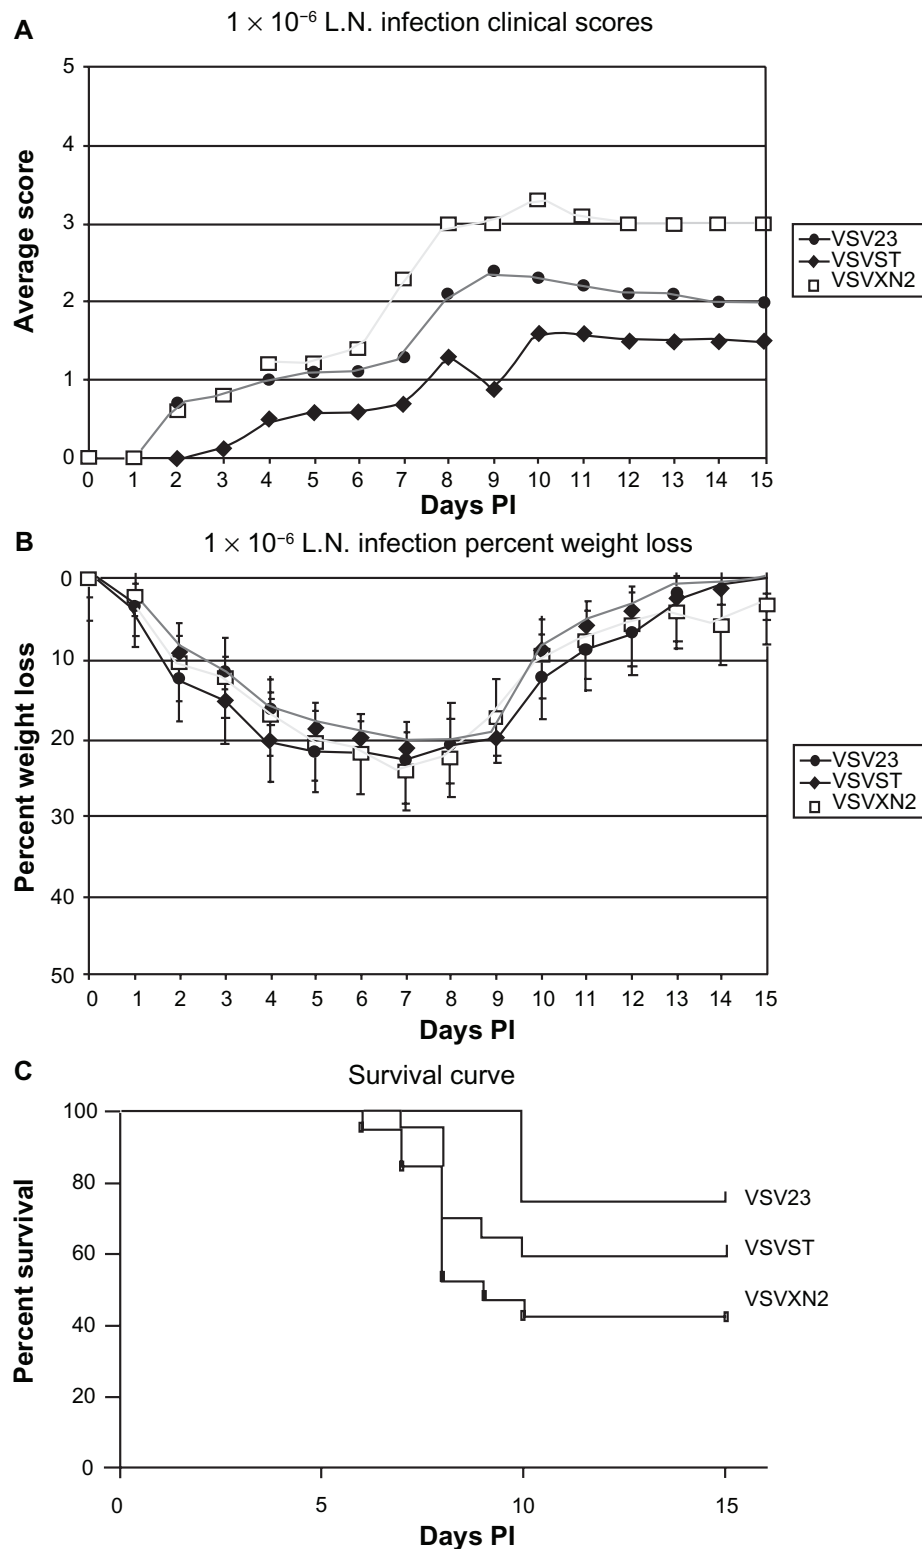 A
1 × 10⁻⁶ L.N. infection clinical scores
5
4
3
2
1
0
Average score
0 1 2 3 4 5 6 7 8 9 10 11 12 13 14 15
Days PI
VSV23
VSVST
VSVXN2
B
1 × 10⁻⁶ L.N. infection percent weight loss
0
10
20
30
40
50
Percent weight loss
0 1 2 3 4 5 6 7 8 9 10 11 12 13 14 15
Days PI
VSV23
VSVST
VSVXN2
C
Survival curve
100
80
60
40
20
0
Percent survival
VSV23
VSVST
VSVXN2
0 5 10 15
Days PI